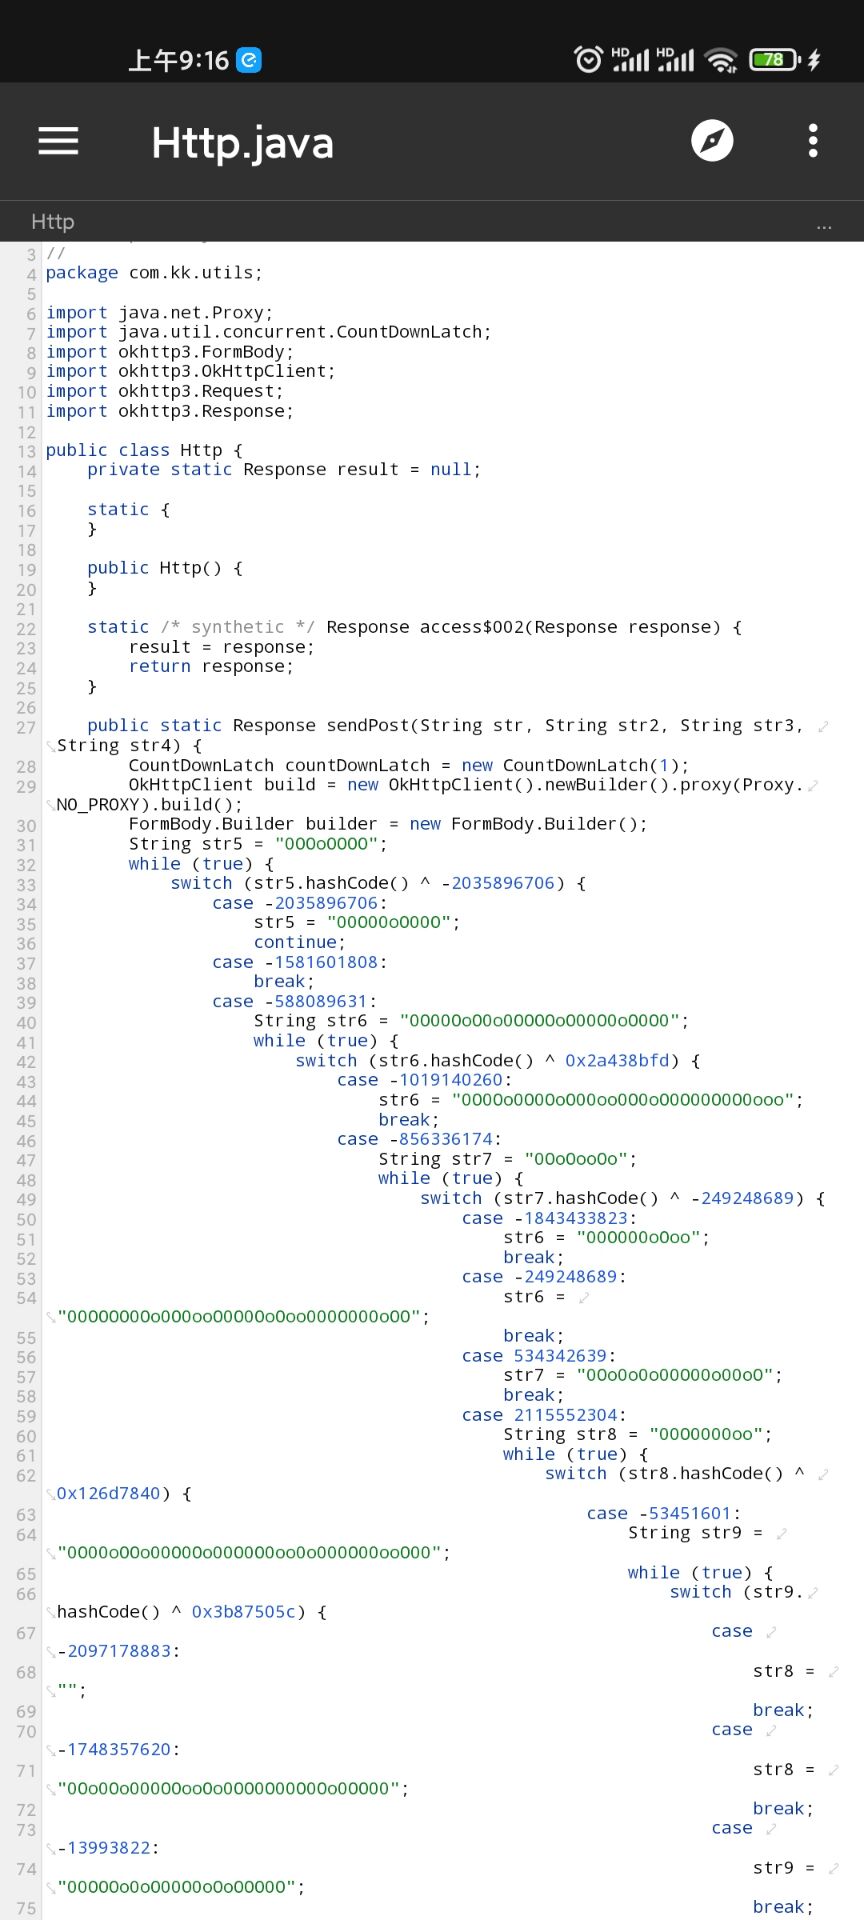 上午9:16
HD HD 78
Http.java
Http
...
3 //
4 package com.kk.utils;
5
6 import java.net.Proxy;
7 import java.util.concurrent.CountDownLatch;
8 import okhttp3.FormBody;
9 import okhttp3.OkHttpClient;
10 import okhttp3.Request;
11 import okhttp3.Response;
12
13 public class Http {
14 private static Response result = null;
15
16 static {
17 }
18
19 public Http() {
20 }
21
22 static /* synthetic */ Response access$002(Response response) {
23 result = response;
24 return response;
25 }
26
27 public static Response sendPost(String str, String str2, String str3,
String str4) {
28 CountDownLatch countDownLatch = new CountDownLatch(1);
29 OkHttpClient build = new OkHttpClient().newBuilder().proxy(Proxy.
NO_PROXY).build();
30 FormBody.Builder builder = new FormBody.Builder();
31 String str5 =
32 while (true) {
33 switch (str5.hashCode() ^ -2035896706) {
34 case -2035896706:
35 str5 =
36 continue;
37 case -1581601808:
38 break;
39 case -588089631:
40 String str6 =
41 while (true) {
42 switch (str6.hashCode() ^ 0x2a438bfd) {
43 case -1019140260:
44 str6 =
45 break;
46 case -856336174:
47 String str7 =
48 while (true) {
49 switch (str7.hashCode() ^ -249248689) {
50 case -1843433823:
51 str6 =
52 break;
53 case -249248689:
54 str6 =
55 break;
56 case 534342639:
57 str7 =
58 break;
59 case 2115552304:
60 String str8 =
61 while (true) {
62 switch (str8.hashCode() ^
0x126d7840) {
63 case -53451601:
64 String str9 =
65 while (true) {
66 switch (str9.
hashCode() ^ 0x3b87505c) {
67 case
-2097178883:
68 str8 =
"";
69 break;
70 case
-1748357620:
71 str8 =
72 break;
73 case
-13993822:
74 str9 =
75 break;